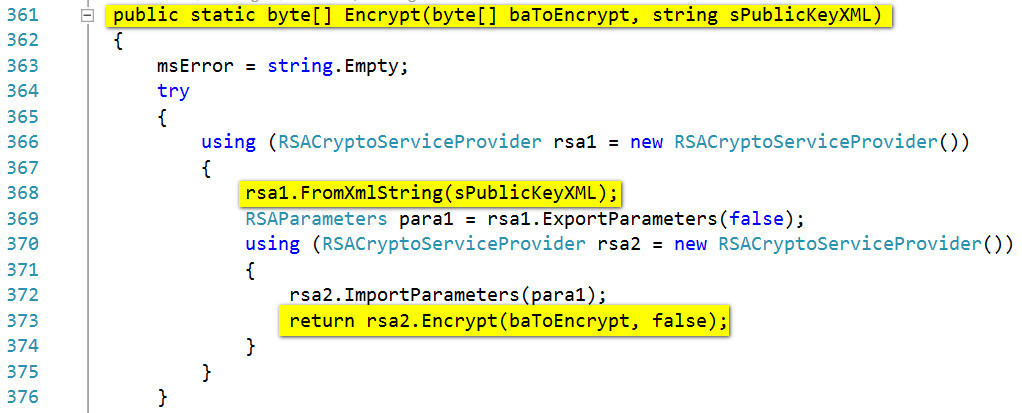 361 public static byte[] Encrypt(byte[] baToEncrypt, string sPublicKeyXML)
362 {
363 msError = string.Empty;
364 try
365 {
366 using (RSACryptoServiceProvider rsa1 = new RSACryptoServiceProvider())
367 {
368 rsa1.FromXmlString(sPublicKeyXML);
369 RSAParameters para1 = rsa1.ExportParameters(false);
370 using (RSACryptoServiceProvider rsa2 = new RSACryptoServiceProvider())
371 {
372 rsa2.ImportParameters(para1);
373 return rsa2.Encrypt(baToEncrypt, false);
374 }
375 }
376 }